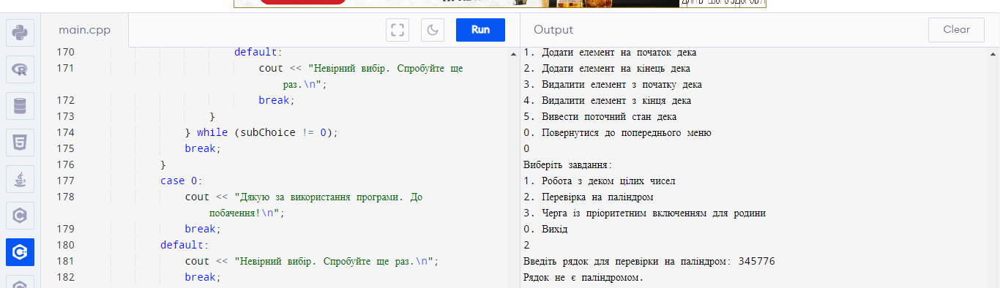 main.cpp
Run
Output
Clear
170 default:
171 cout << "Невірний вибір. Спробуйте ще
раз.\n";
172 break;
173 }
174 } while (subChoice != 0);
175 break;
176 }
177 case 0:
178 cout << "Дякую за використання програми. До
побачення!\n";
179 break;
180 default:
181 cout << "Невірний вибір. Спробуйте ще раз.\n";
182 break;
1. Додати елемент на початок дека
2. Додати елемент на кінець дека
3. Видалити елемент з початку дека
4. Видалити елемент з кінця дека
5. Вивести поточний стан дека
0. Повернутися до попереднього меню
0
Виберіть завдання:
1. Робота з деком цілих чисел
2. Перевірка на паліндром
3. Черга із пріоритетним включенням для родини
0. Вихід
2
Введіть рядок для перевірки на паліндром: 345776
Рядок не є паліндромом.